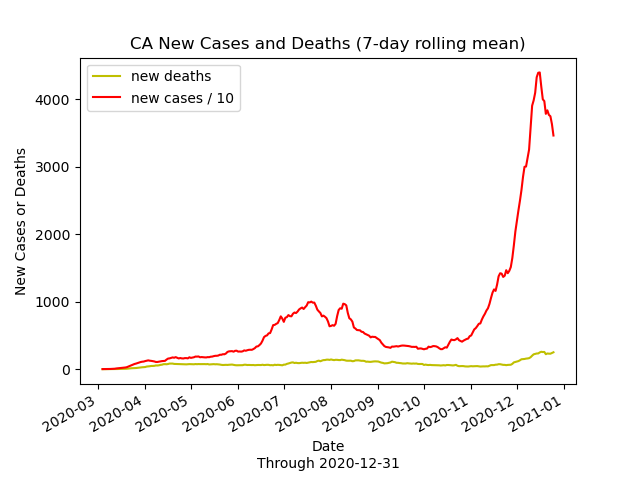 CA New Cases and Deaths (7-day rolling mean)
new deaths
new cases / 10
4000
3000
2000
1000
0
New Cases or Deaths
2020-03
2020-04
2020-05
2020-06
2020-07
2020-08
2020-09
2020-10
2020-11
2020-12
2021-01
Date
Through 2020-12-31